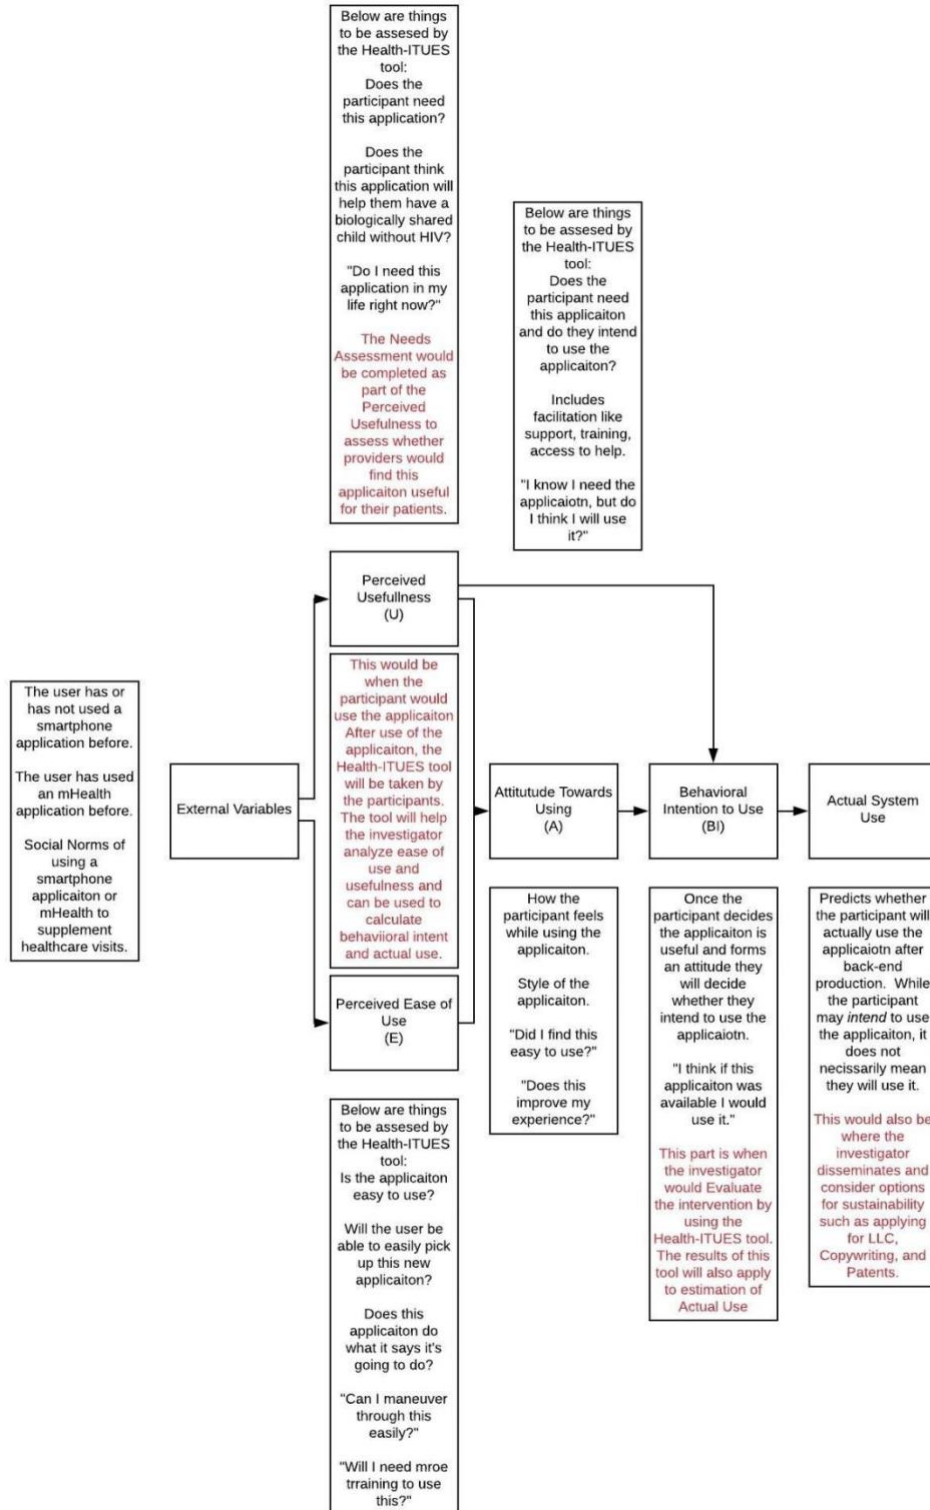 Below are things
to be assesed by
the Health-ITUES
tool:
Does the
participant need
this application?
Does the
participant think
this application will
help them have a
biologically shared
child without HIV?
"Do I need this
application in my
life right now?"
The Needs
Assessment would
be completed as
part of the
Perceived
Usefulness to
assess whether
providers would
find this
applicaiton useful
for their patients.
Below are things
to be assesed by
the Health-ITUES
tool:
Does the
participant need
this applicaiton
and do they intend
to use the
applicaiton?
Includes
facilitation like
support, training,
access to help.
"I know I need the
applicaiotn, but do
I think I will use
it?"
Perceived
Usefullness
(U)
The user has or
has not used a
smartphone
application before.
The user has used
an mHealth
application before.
Social Norms of
using a
smartphone
applicaiton or
mHealth to
supplement
healthcare visits.
External Variables
This would be
when the
participant would
use the applicaiton
After use of the
applicaiton, the
Health-ITUES tool
will be taken by
the participants.
The tool will help
the investigator
analyze ease of
use and
usefulness and
can be used to
calculate
behaviioral intent
and actual use.
Perceived Ease of
Use
(E)
Below are things
to be assesed by
the Health-ITUES
tool:
Is the applicaiton
easy to use?
Will the user be
able to easily pick
up this new
applicaiton?
Does this
applicaiton do
what it says it's
going to do?
"Can I maneuver
through this
easily?"
"Will I need mroe
trraining to use
this?"
Attitutude Towards
Using
(A)
How the
participant feels
while using the
applicaiton.
Style of the
applicaiton.
"Did I find this
easy to use?"
"Does this
improve my
experience?"
Behavioral
Intention to Use
(BI)
Once the
participant decides
the applicaiton is
useful and forms
an attitude they
will decide
whether they
intend to use the
applicaiotn.
"I think if this
applicaiton was
available I would
use it."
This part is when
the investigator
would Evaluate
the intervention by
using the
Health-ITUES tool.
The results of this
tool will also apply
to estimation of
Actual Use
Actual System
Use
Predicts whether
the participant will
actually use the
applicaiotn after
back-end
production. While
the participant
may intend to use
the applicaiton, it
does not
necissarily mean
they will use it.
This would also be
where the
investigator
disseminates and
consider options
for sustainability
such as applying
for LLC,
Copywriting, and
Patents.